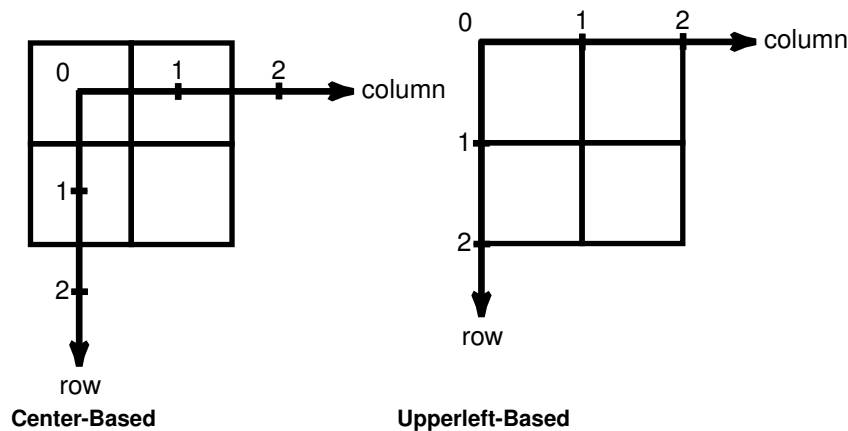 0 1 2 column
1
2
row
Center-Based
0 1 2 column
1
2
row
Upperleft-Based